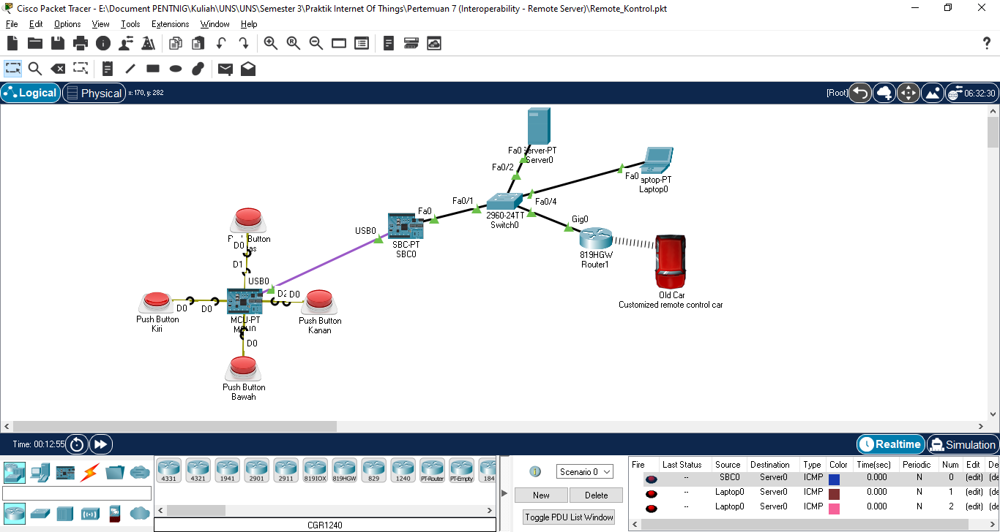 Cisco Packet Tracer - E:\Document PENTNIG\Kuliah\UNS\UNS\Semester 3\Praktik Internet Of Things\Pertemuan 7 (Interoperability - Remote Server)\Remote_Kontrol.pkt
File Edit Options View Tools Extensions Window Help
Logical Physical x: 170, y: 282 [Root] 06:32:30
Fa0 Server-PT
Server0
Fa0/2
Fa0 aptop-PT
Laptop0
Fa0/1 Fa0/4
2960-24TT
Switch0
Fa0
USB0
SBC-PT
SBC0
Gig0
819HGW
Router1
Old Car
Customized remote control car
Button
D0 as
D1
USB0
D2 D0
D0 D0
Push Button
Kiri
MCU-PT
Push Button
Kanan
D0
Push Button
Bawah
Time: 00:12:55 Realtime Simulation
4331 4321 1941 2901 2911 819IOX 819HGW 829 1240 PT-Router PT-Empty 184
CGR1240
Scenario 0
New Delete
Toggle PDU List Window
Fire Last Status Source Destination Type Color Time(sec) Periodic Num Edit De
-- SBC0 Server0 ICMP 0.000 N 0 (edit) (de
-- Laptop0 Server0 ICMP 0.000 N 1 (edit) (de
-- Laptop0 Server0 ICMP 0.000 N 2 (edit) (de